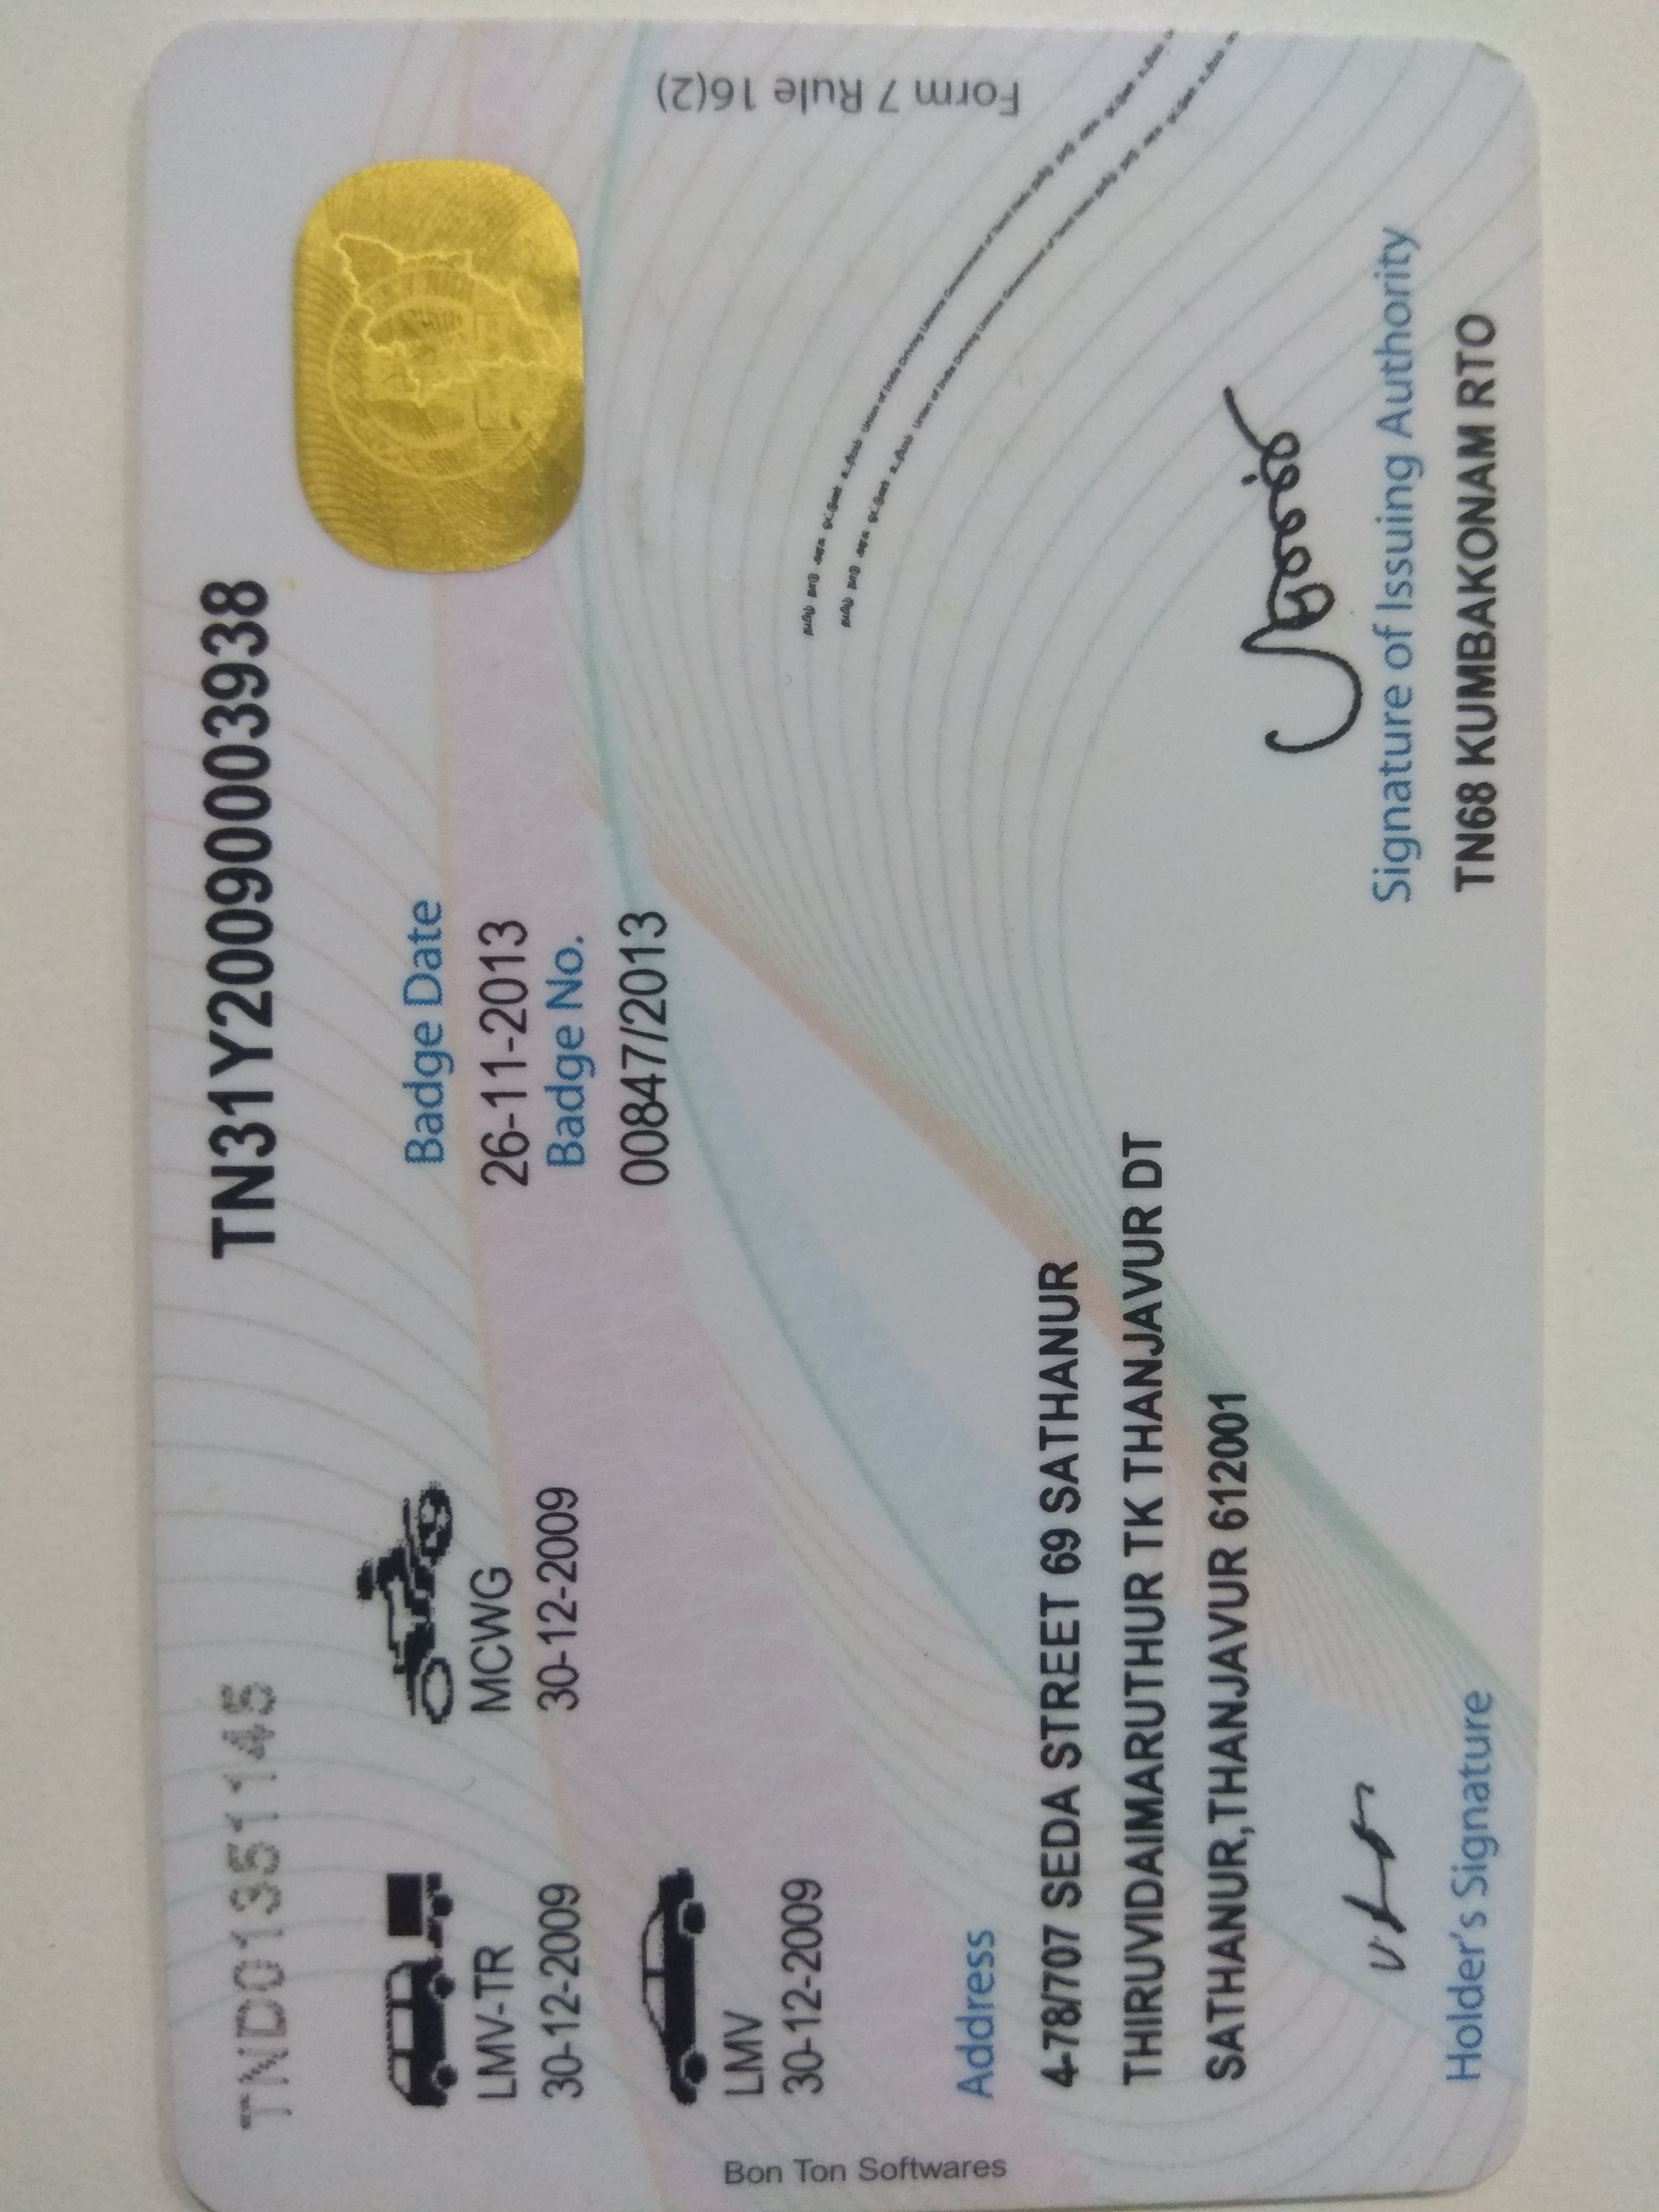 TND01351145
TN31Y20090003938
LMV-TR
30-12-2009
MCWG
30-12-2009
Badge Date
26-11-2013
Badge No.
00847/2013
LMV
30-12-2009
Address
4-78/707 SEDA STREET 69 SATHANUR
THIRUVIDAIMARUTHUR TK THANJAVUR DT
SATHANUR,THANJAVUR 612001
Holder's Signature
Signature of Issuing Authority
TN68 KUMBAKONAM RTO
Form 7 Rule 16(2)
Bon Ton Softwares